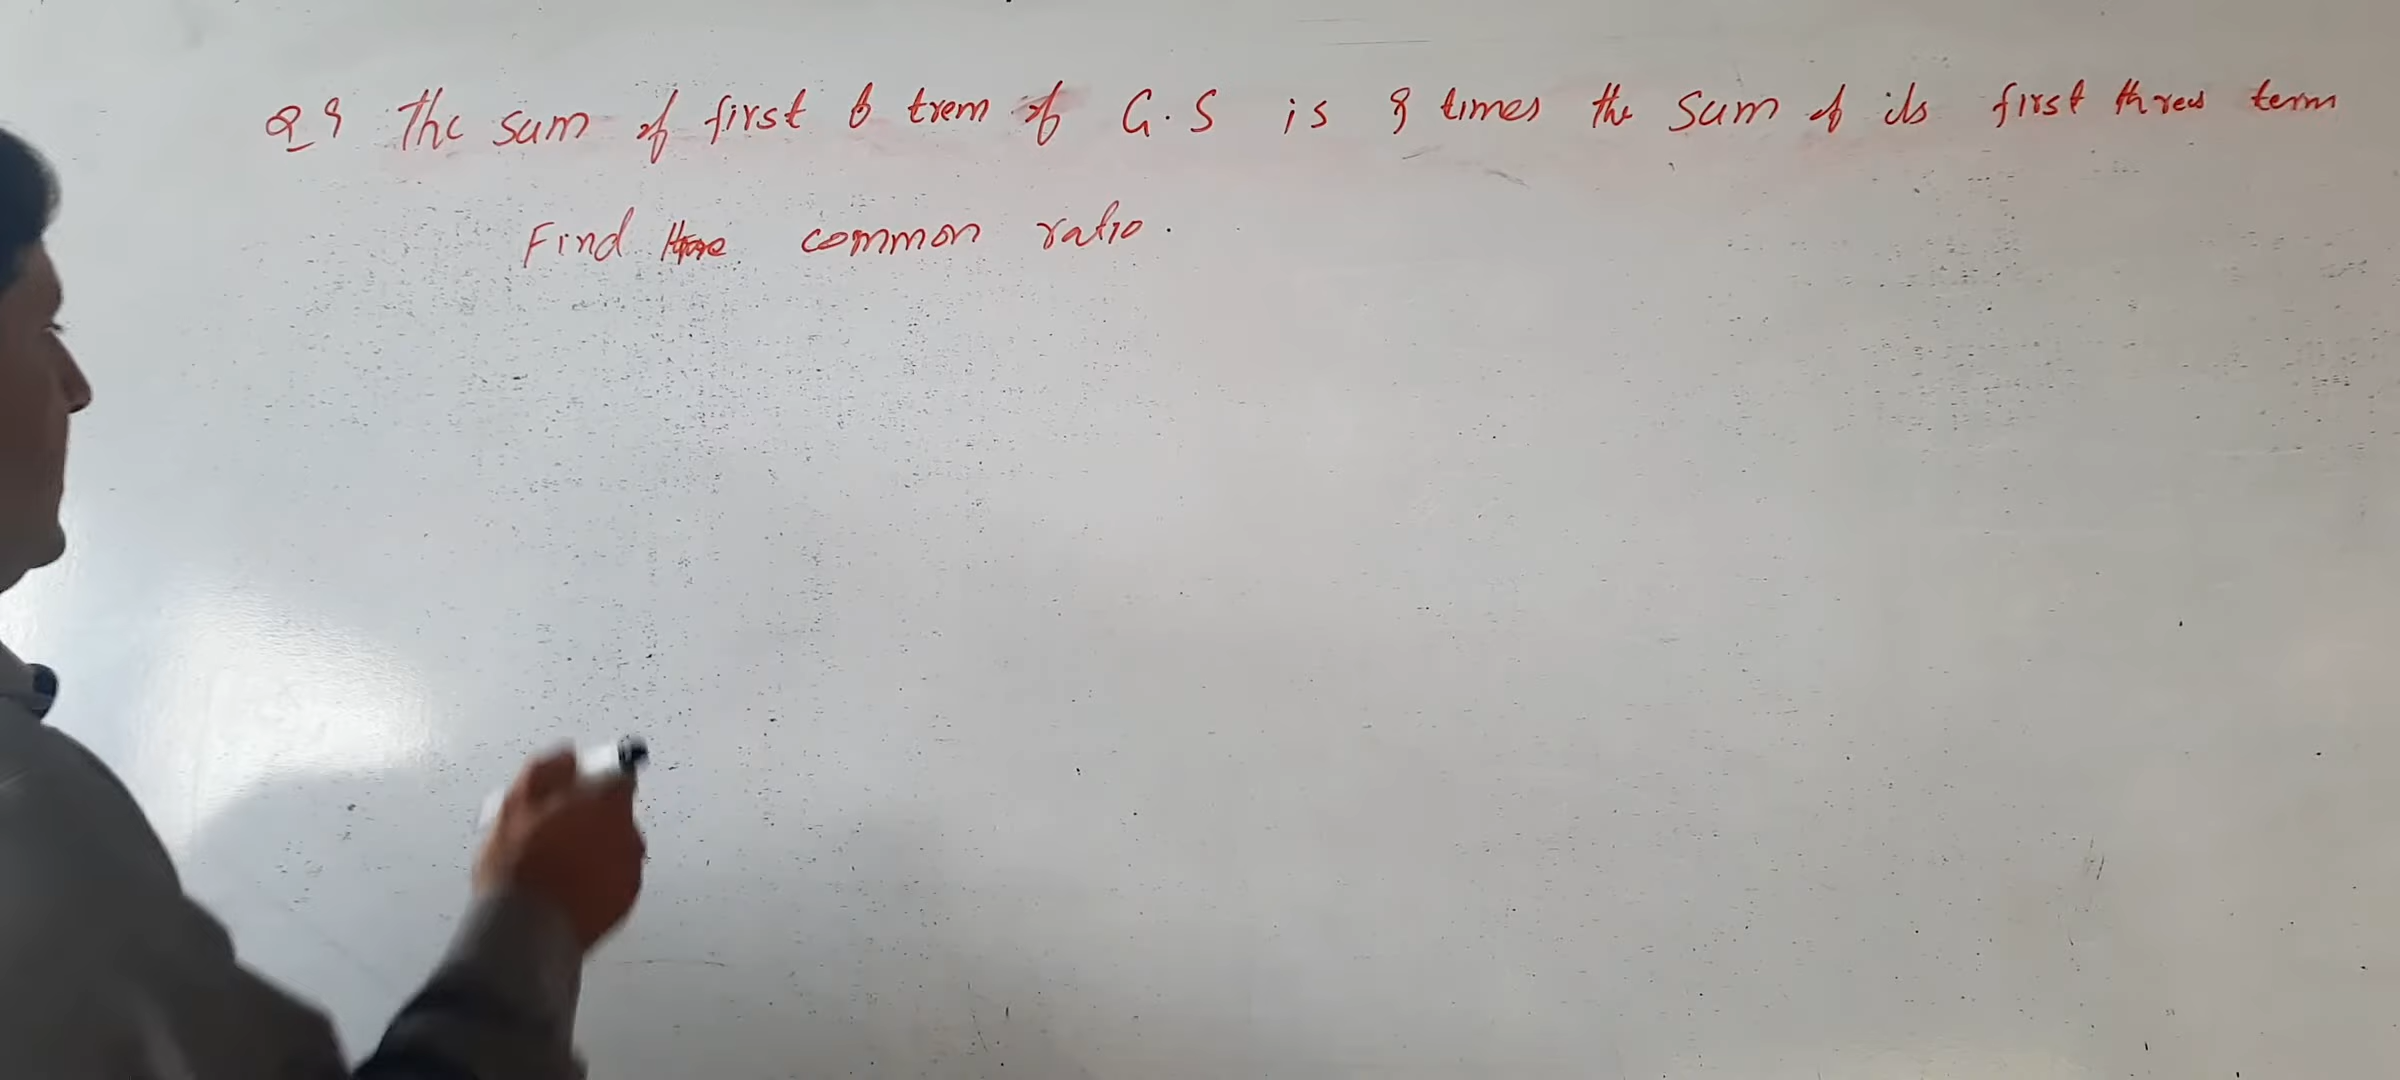 Q9 The sum of first 6 trem of G.S is 9 times the sum of its first three term
Find the common ratio.